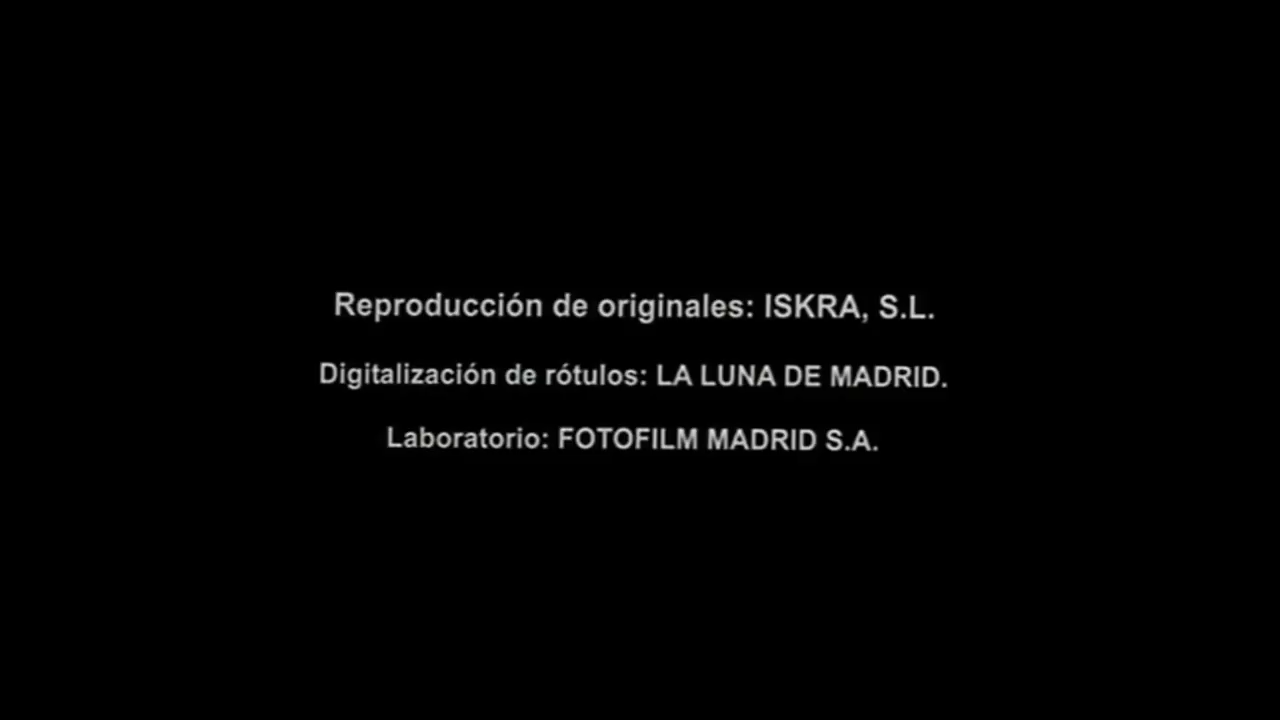 Reproducción de originales: ISKRA, S.L.
Digitalización de rótulos: LA LUNA DE MADRID.
Laboratorio: FOTOFILM MADRID S.A.